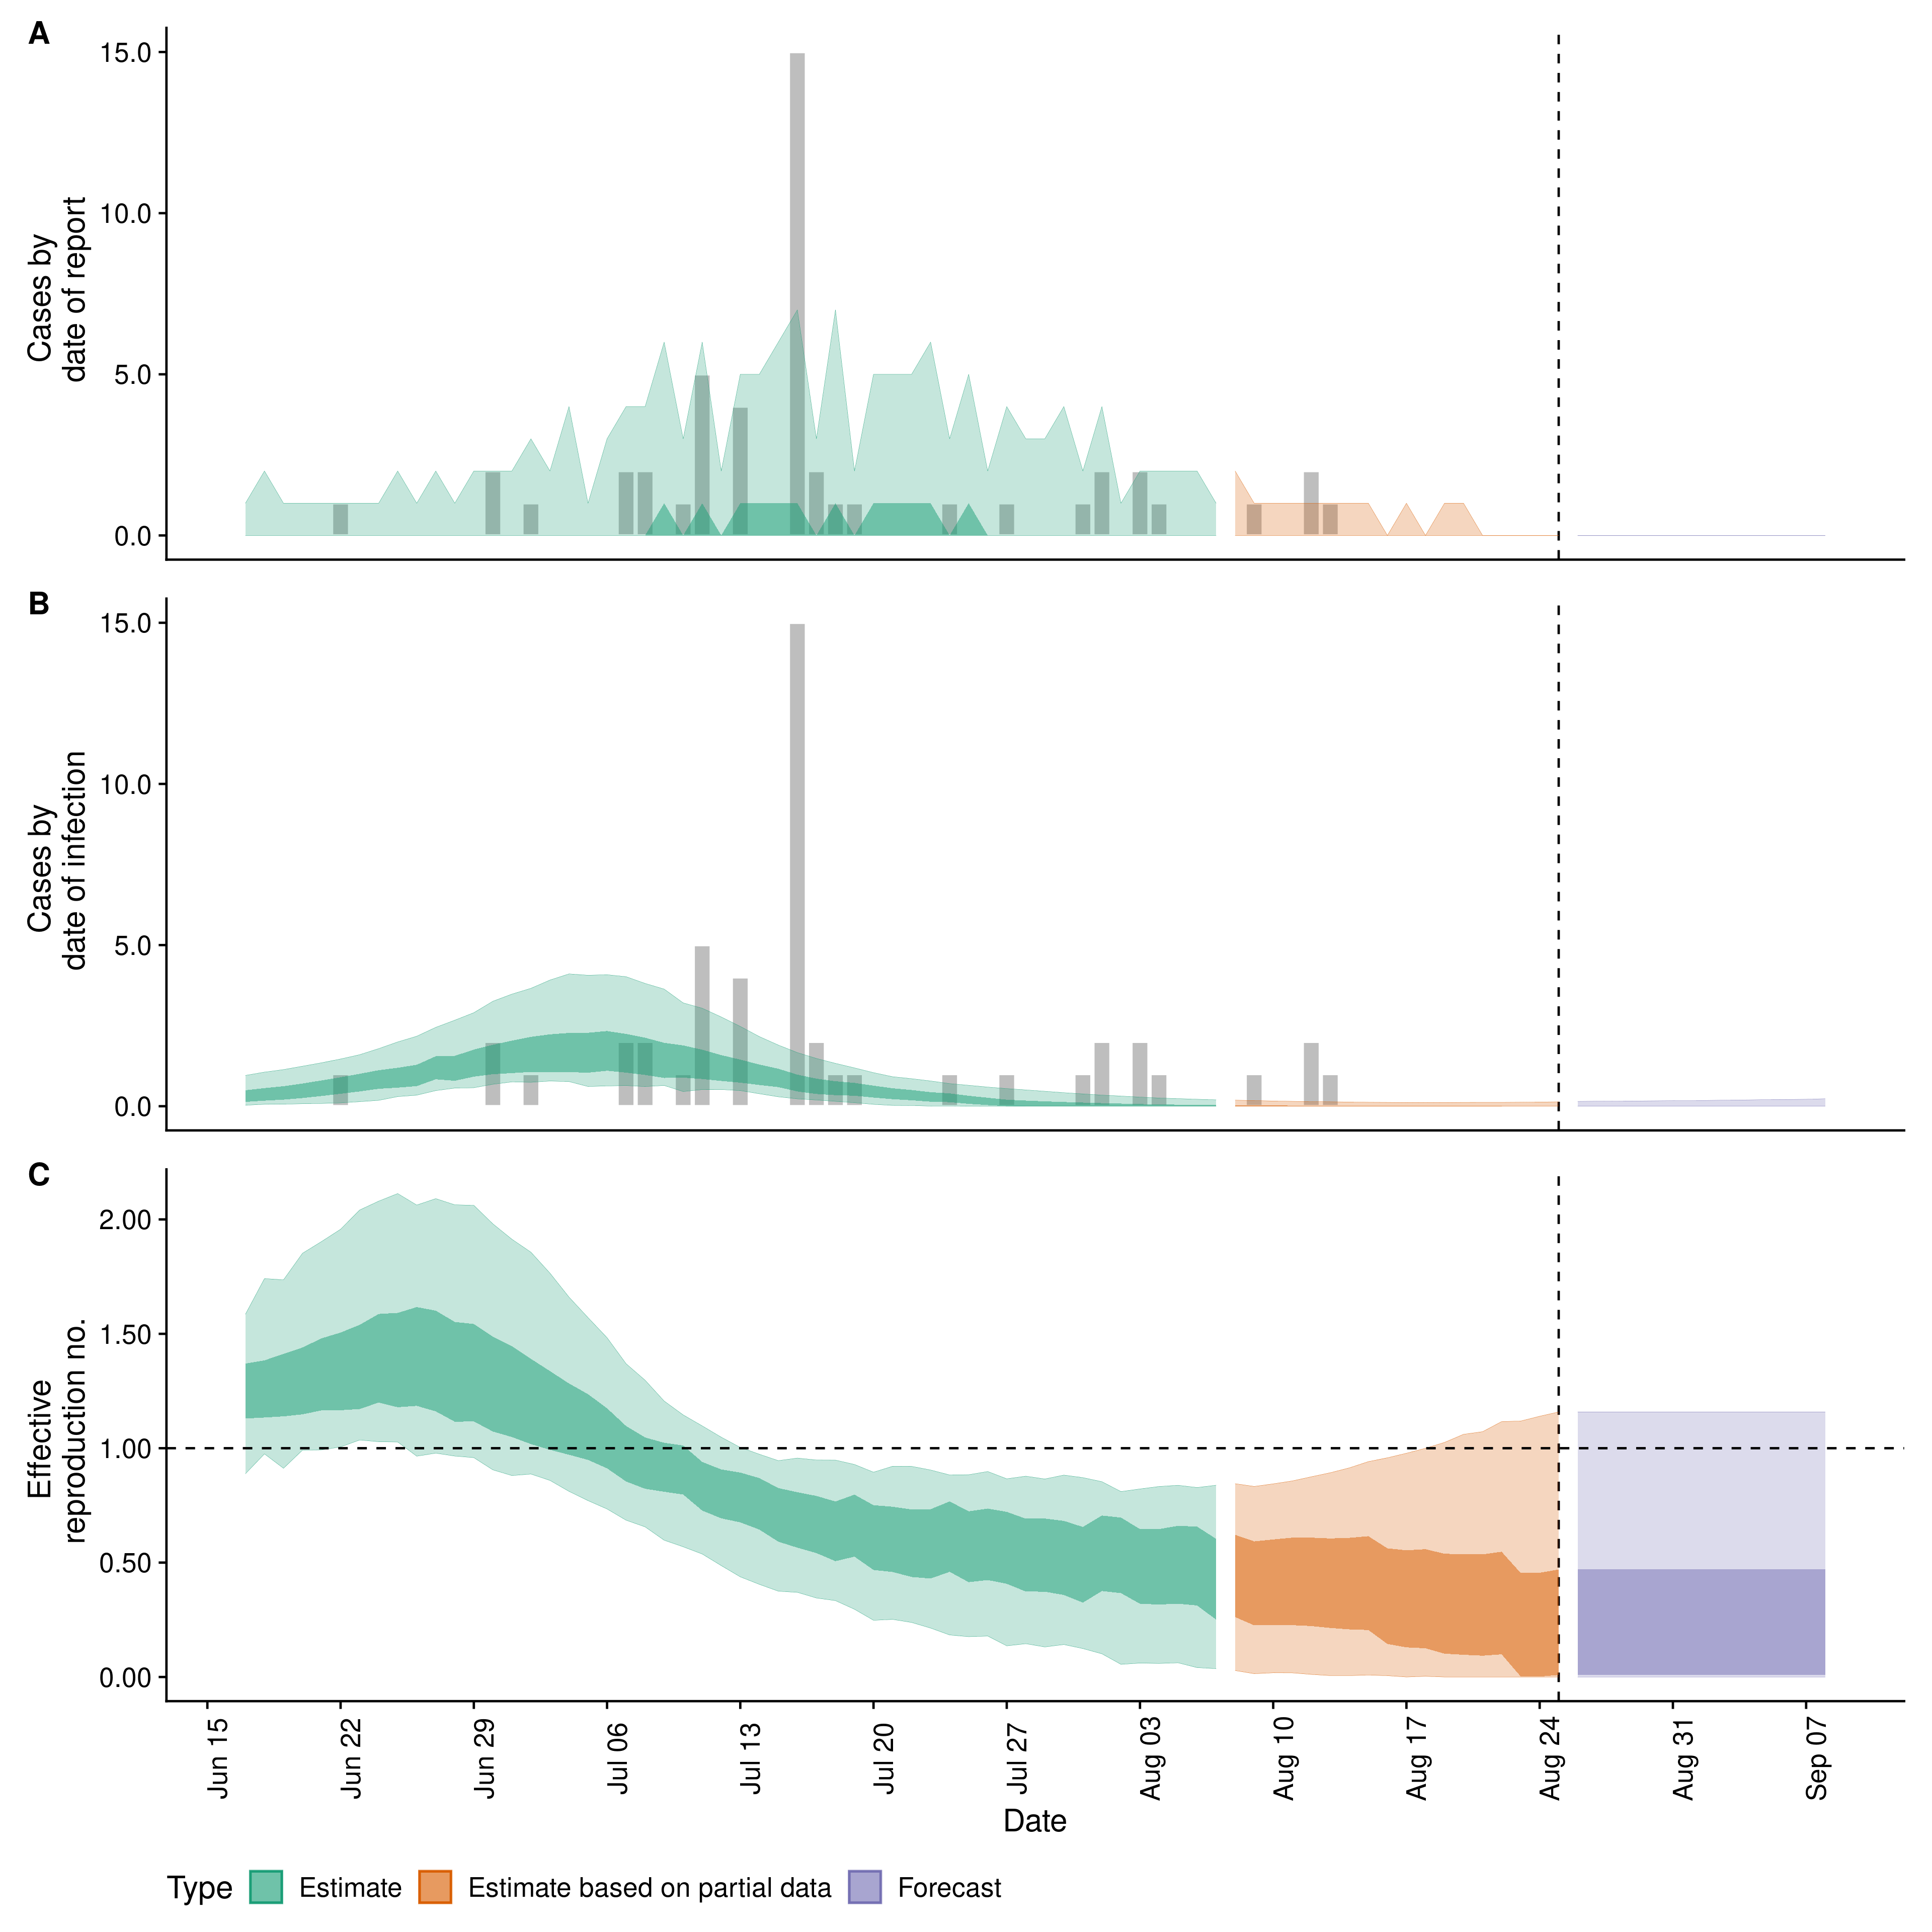 A
15.0
10.0
5.0
0.0
Cases by
date of report
B
15.0
10.0
5.0
0.0
Cases by
date of infection
C
2.00
1.50
1.00
0.50
0.00
Effective
reproduction no.
Jun 15
Jun 22
Jun 29
Jul 06
Jul 13
Jul 20
Jul 27
Aug 03
Aug 10
Aug 17
Aug 24
Aug 31
Sep 07
Date
Type Estimate Estimate based on partial data Forecast